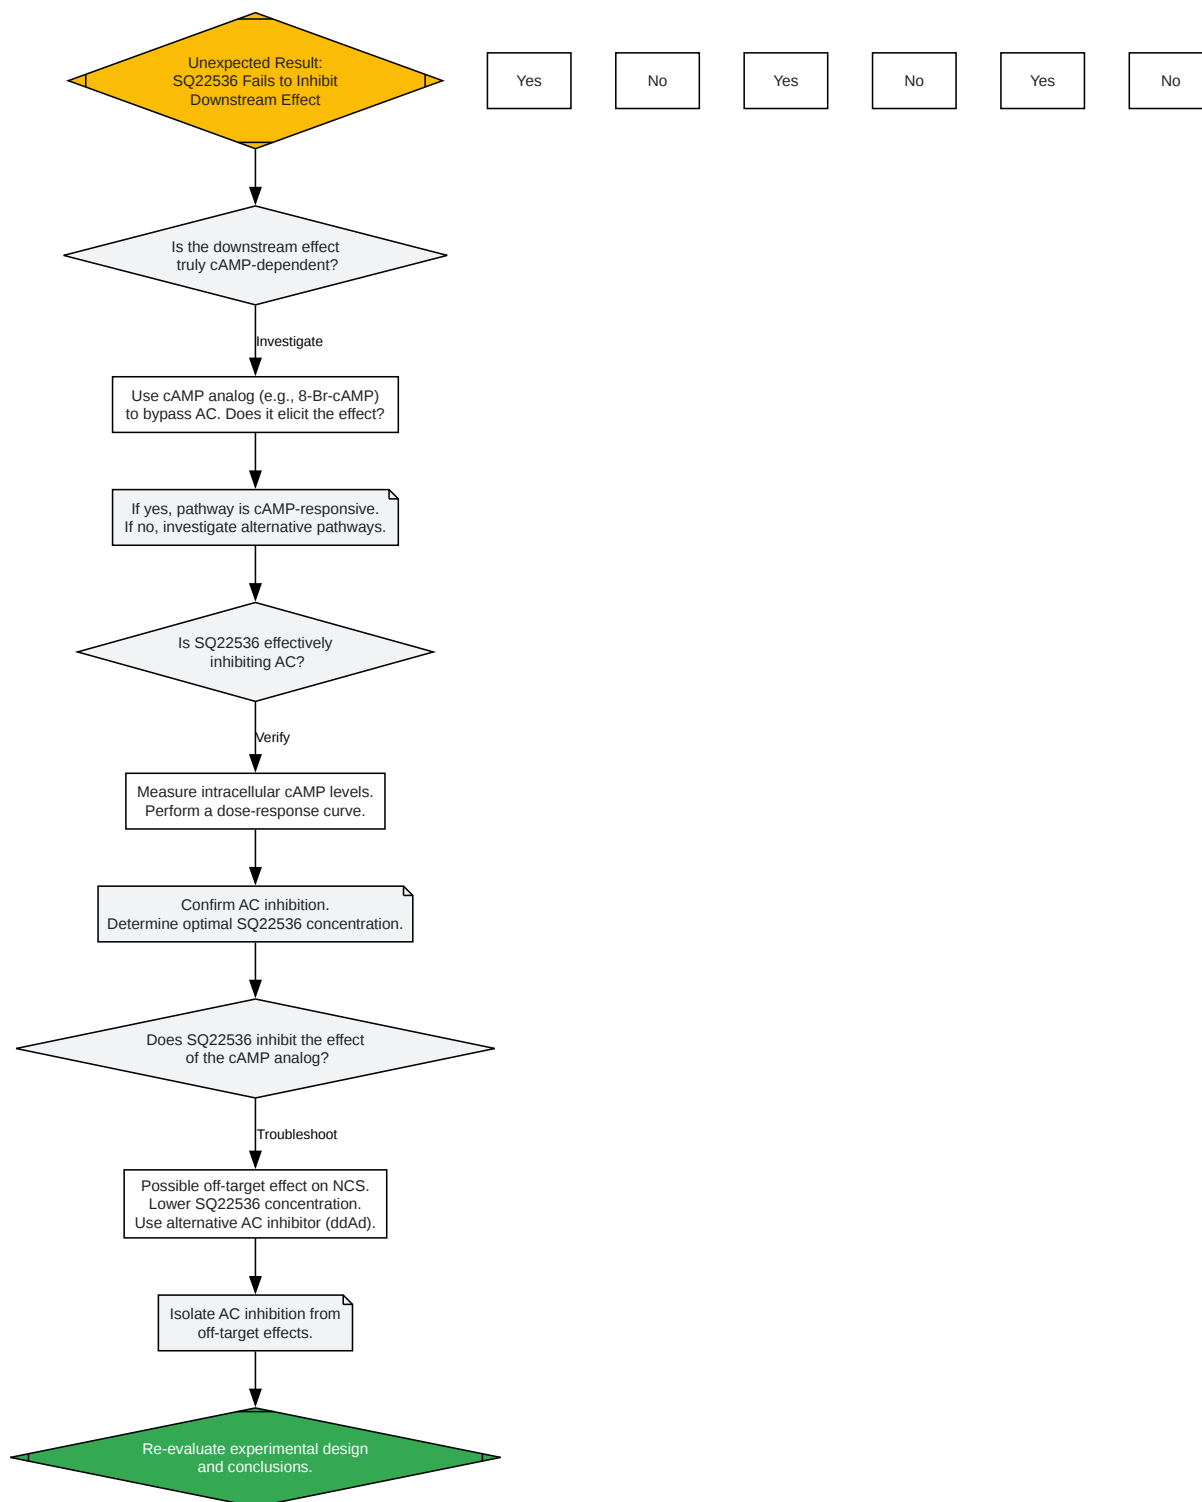 Unexpected Result:
SQ22536 Fails to Inhibit
Downstream Effect
Yes
No
Yes
No
Yes
No
Is the downstream effect
truly cAMP-dependent?
Investigate
Use cAMP analog (e.g., 8-Br-cAMP)
to bypass AC. Does it elicit the effect?
If yes, pathway is cAMP-responsive.
If no, investigate alternative pathways.
Is SQ22536 effectively
inhibiting AC?
Verify
Measure intracellular cAMP levels.
Perform a dose-response curve.
Confirm AC inhibition.
Determine optimal SQ22536 concentration.
Does SQ22536 inhibit the effect
of the cAMP analog?
Troubleshoot
Possible off-target effect on NCS.
Lower SQ22536 concentration.
Use alternative AC inhibitor (ddAd).
Isolate AC inhibition from
off-target effects.
Re-evaluate experimental design
and conclusions.